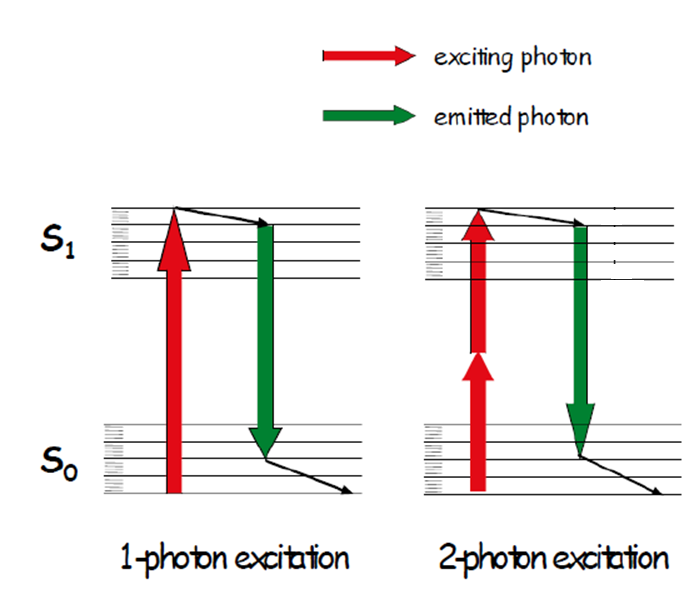 exciting photon
emitted photon
S₁
S₀
1-photon excitation
2-photon excitation